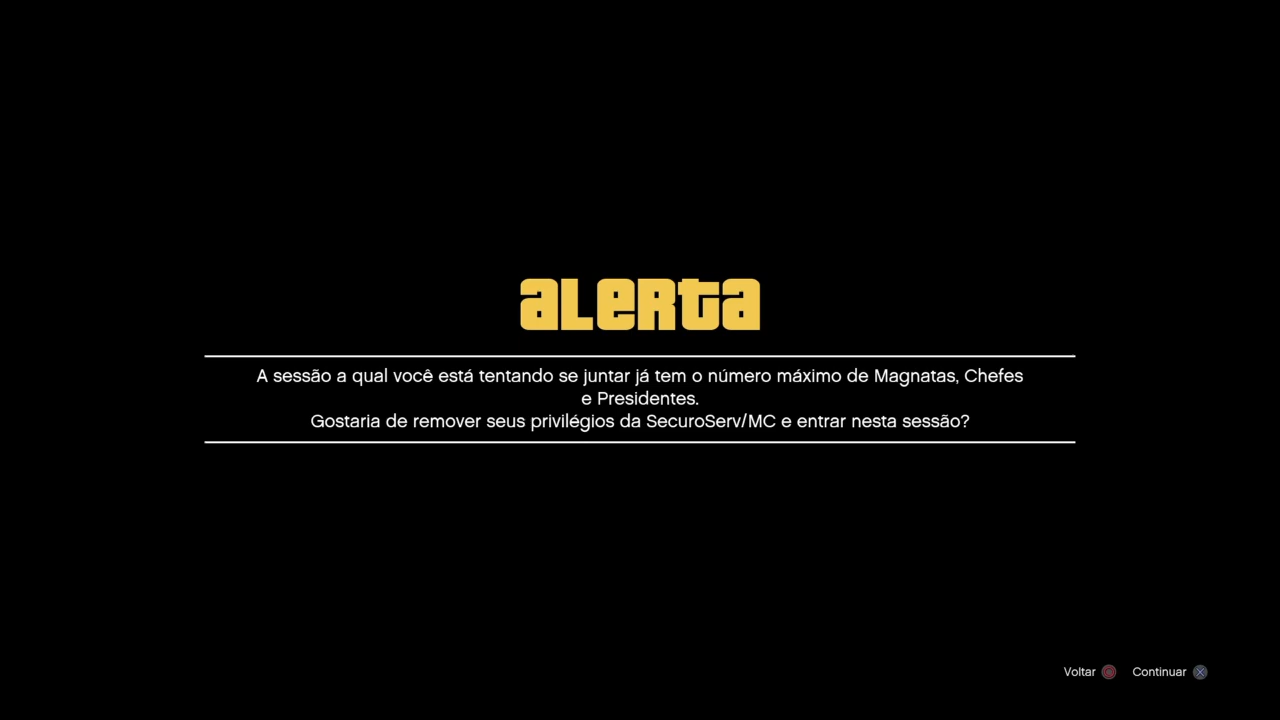 alerta
A sessão a qual você está tentando se juntar já tem o número máximo de Magnatas, Chefes
e Presidentes.
Gostaria de remover seus privilégios da SecuroServ/MC e entrar nesta sessão?
Voltar Continuar